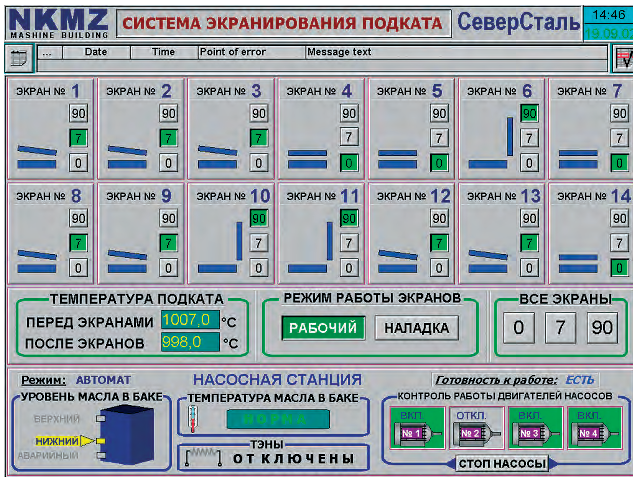 NKMZ
MASHINE BUILDING
СИСТЕМА ЭКРАНИРОВАНИЯ ПОДКАТА
СеверСталь
14:46
... Date Time Point of error Message text
ЭКРАН № 1 ЭКРАН № 2 ЭКРАН № 3 ЭКРАН № 4 ЭКРАН № 5 ЭКРАН № 6 ЭКРАН № 7
90 90 90 90 90 90 90
7 7 7 7 7 7 7
0 0 0 0 0 0 0
ЭКРАН № 8 ЭКРАН № 9 ЭКРАН № 10 ЭКРАН № 11 ЭКРАН № 12 ЭКРАН № 13 ЭКРАН № 14
90 90 90 90 90 90 90
7 7 7 7 7 7 7
0 0 0 0 0 0 0
ТЕМПЕРАТУРА ПОДКАТА
ПЕРЕД ЭКРАНАМИ 1007,0 °C
ПОСЛЕ ЭКРАНОВ 998,0 °C
РЕЖИМ РАБОТЫ ЭКРАНОВ
РАБОЧИЙ НАЛАДКА
ВСЕ ЭКРАНЫ
0 7 90
Режим: АВТОМАТ
НАСОСНАЯ СТАНЦИЯ
Готовность к работе: ЕСТЬ
УРОВЕНЬ МАСЛА В БАКЕ
ВЕРХНИЙ
НИЖНИЙ
АВАРИЙНЫЙ
ТЕМПЕРАТУРА МАСЛА В БАКЕ
НОРМА
ТЭНЫ
ОТКЛЮЧЕНЫ
КОНТРОЛЬ РАБОТЫ ДВИГАТЕЛЕЙ НАСОСОВ
ВКЛ. ОТКЛ. ВКЛ. ВКЛ.
№ 1 № 2 № 3 № 4
СТОП НАСОСЫ